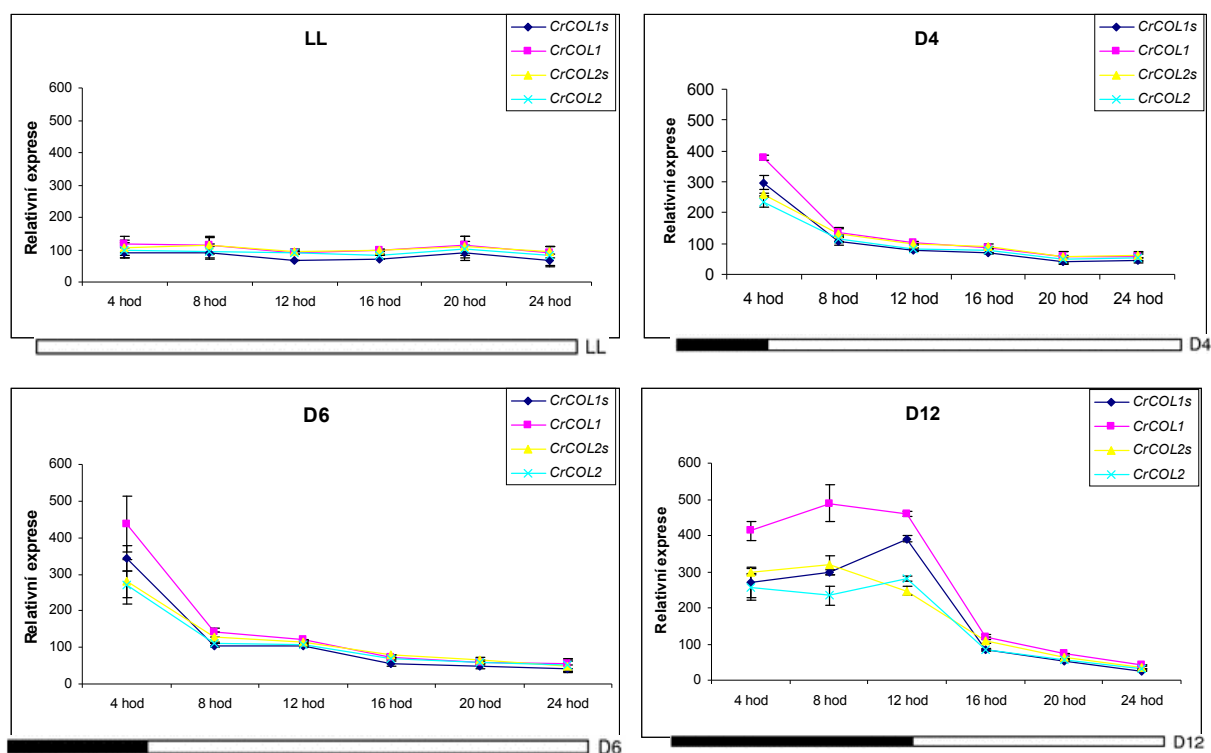 LL
CrCOL1s
CrCOL1
CrCOL2s
CrCOL2
Relativní exprese
600
500
400
300
200
100
0
4 hod 8 hod 12 hod 16 hod 20 hod 24 hod
LL
D4
CrCOL1s
CrCOL1
CrCOL2s
CrCOL2
Relativní exprese
600
500
400
300
200
100
0
4 hod 8 hod 12 hod 16 hod 20 hod 24 hod
D4
D6
CrCOL1s
CrCOL1
CrCOL2s
CrCOL2
Relativní exprese
600
500
400
300
200
100
0
4 hod 8 hod 12 hod 16 hod 20 hod 24 hod
D6
D12
CrCOL1s
CrCOL1
CrCOL2s
CrCOL2
Relativní exprese
600
500
400
300
200
100
0
4 hod 8 hod 12 hod 16 hod 20 hod 24 hod
D12